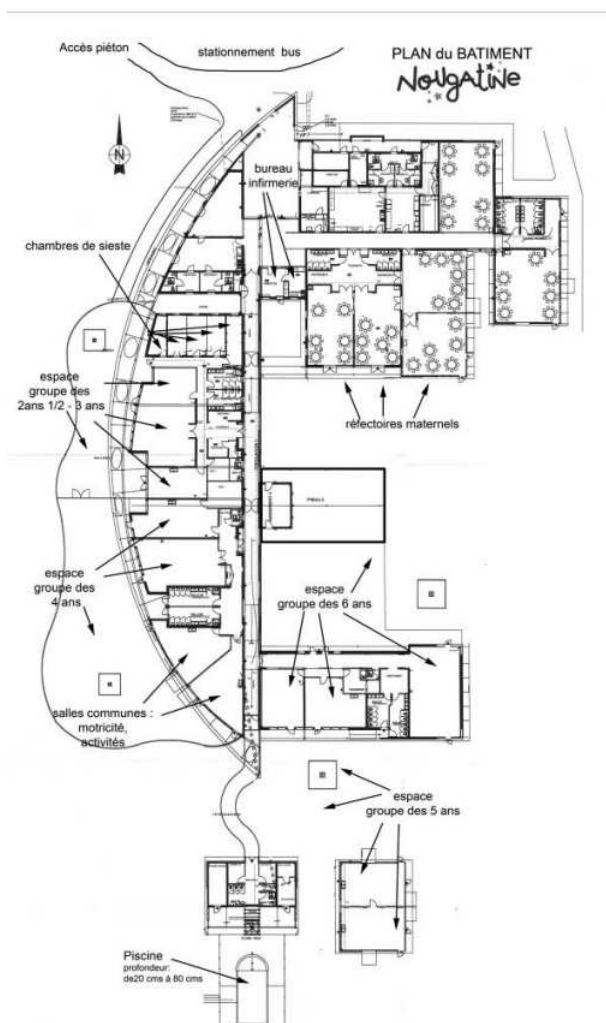 Accès piéton
stationnement bus
PLAN du BATIMENT
NOUGATINE
N
bureau
infirmerie
chambres de sieste
espace
groupe des
2ans 1/2 - 3 ans
réfectoires maternels
espace
groupe des
4 ans
espace
groupe des 6 ans
salles communes :
motricité,
activités
espace
groupe des 5 ans
Piscine
profondeur:
de20 cms à 80 cms